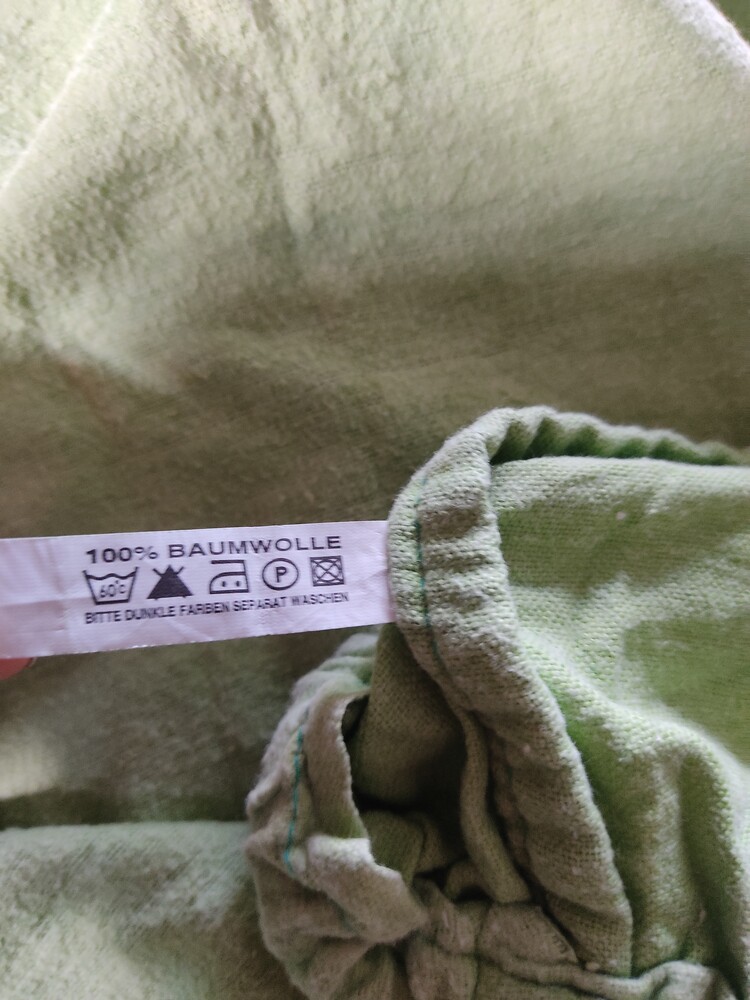 100% BAUMWOLLE
60°C P
BITTE DUNKLE FARBEN SEPARAT WASCHEN